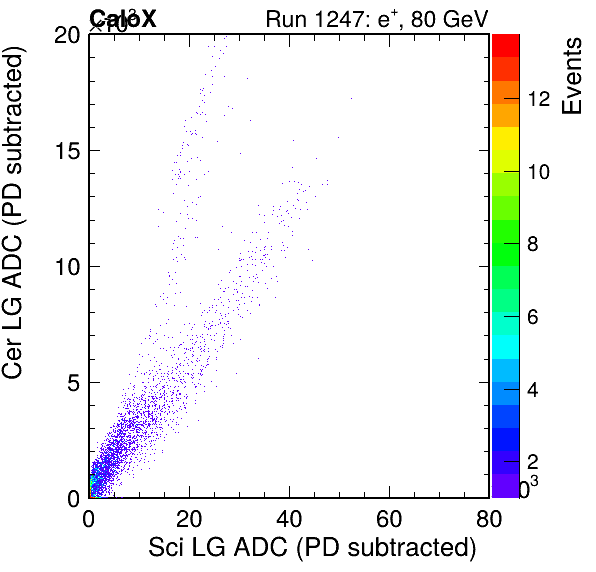 CaloX
×10³
Run 1247: e⁺, 80 GeV
20
15
10
5
0
0 20 40 60 80
12
10
8
6
4
2
0³
Events
Cer LG ADC (PD subtracted)
Sci LG ADC (PD subtracted)